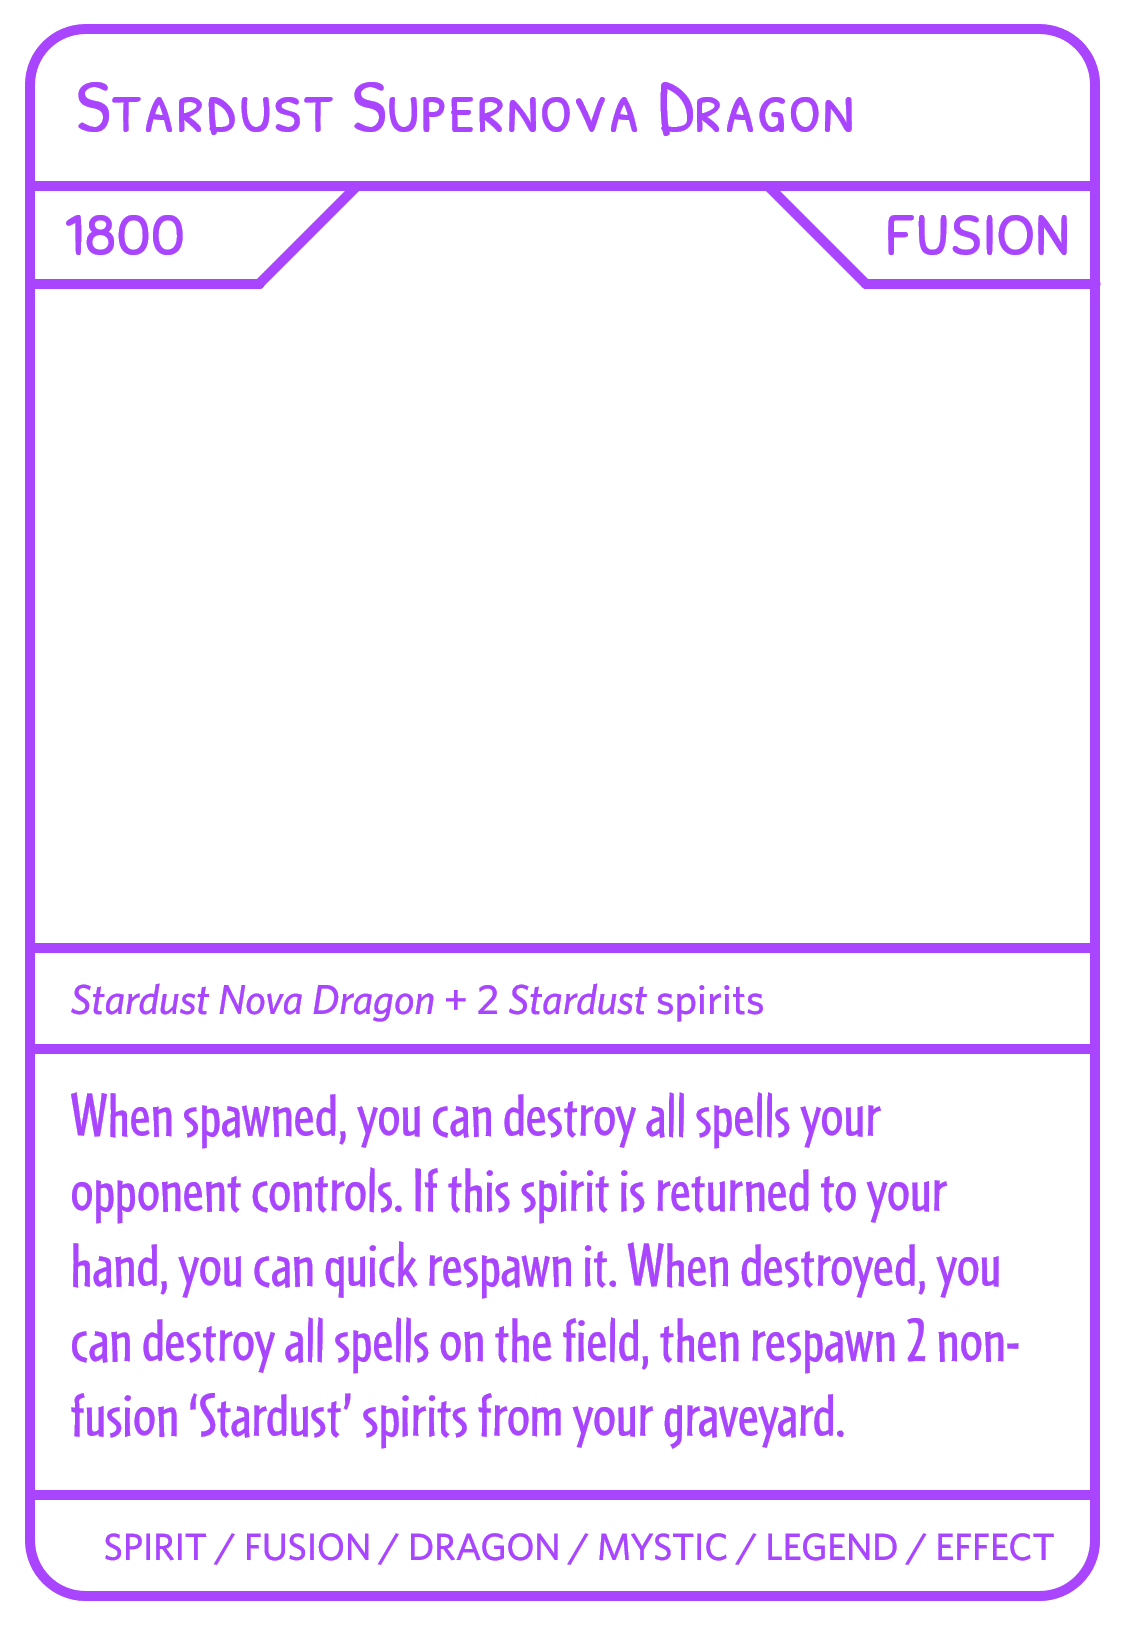 Stardust Supernova Dragon
1800
FUSION
Stardust Nova Dragon + 2 Stardust spirits
When spawned, you can destroy all spells your
opponent controls. If this spirit is returned to your
hand, you can quick respawn it. When destroyed, you
can destroy all spells on the field, then respawn 2 non-
fusion ‘Stardust’ spirits from your graveyard.
SPIRIT / FUSION / DRAGON / MYSTIC / LEGEND / EFFECT